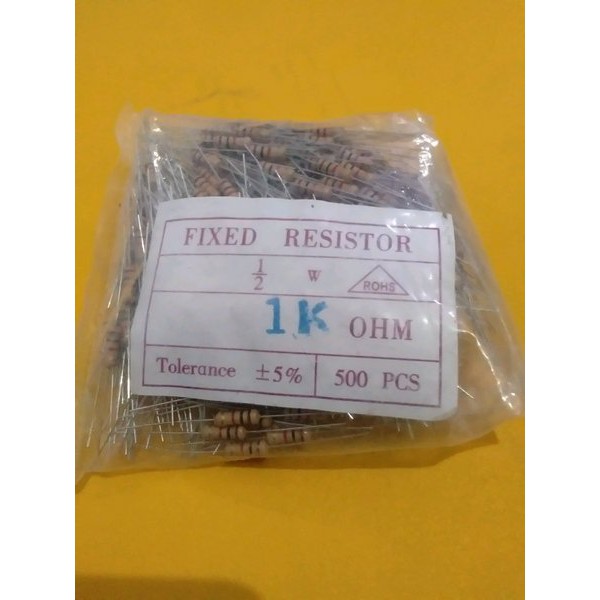 FIXED RESISTOR
1/2 W ROHS
1K OHM
Tolerance ±5% 500 PCS